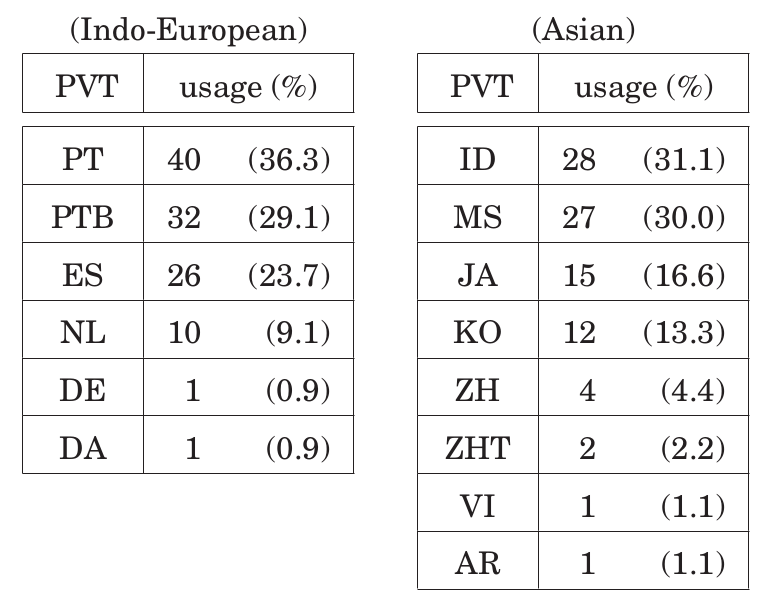 (Indo-European)
PVT usage (%)
PT 40 (36.3)
PTB 32 (29.1)
ES 26 (23.7)
NL 10 (9.1)
DE 1 (0.9)
DA 1 (0.9)
(Asian)
PVT usage (%)
ID 28 (31.1)
MS 27 (30.0)
JA 15 (16.6)
KO 12 (13.3)
ZH 4 (4.4)
ZHT 2 (2.2)
VI 1 (1.1)
AR 1 (1.1)